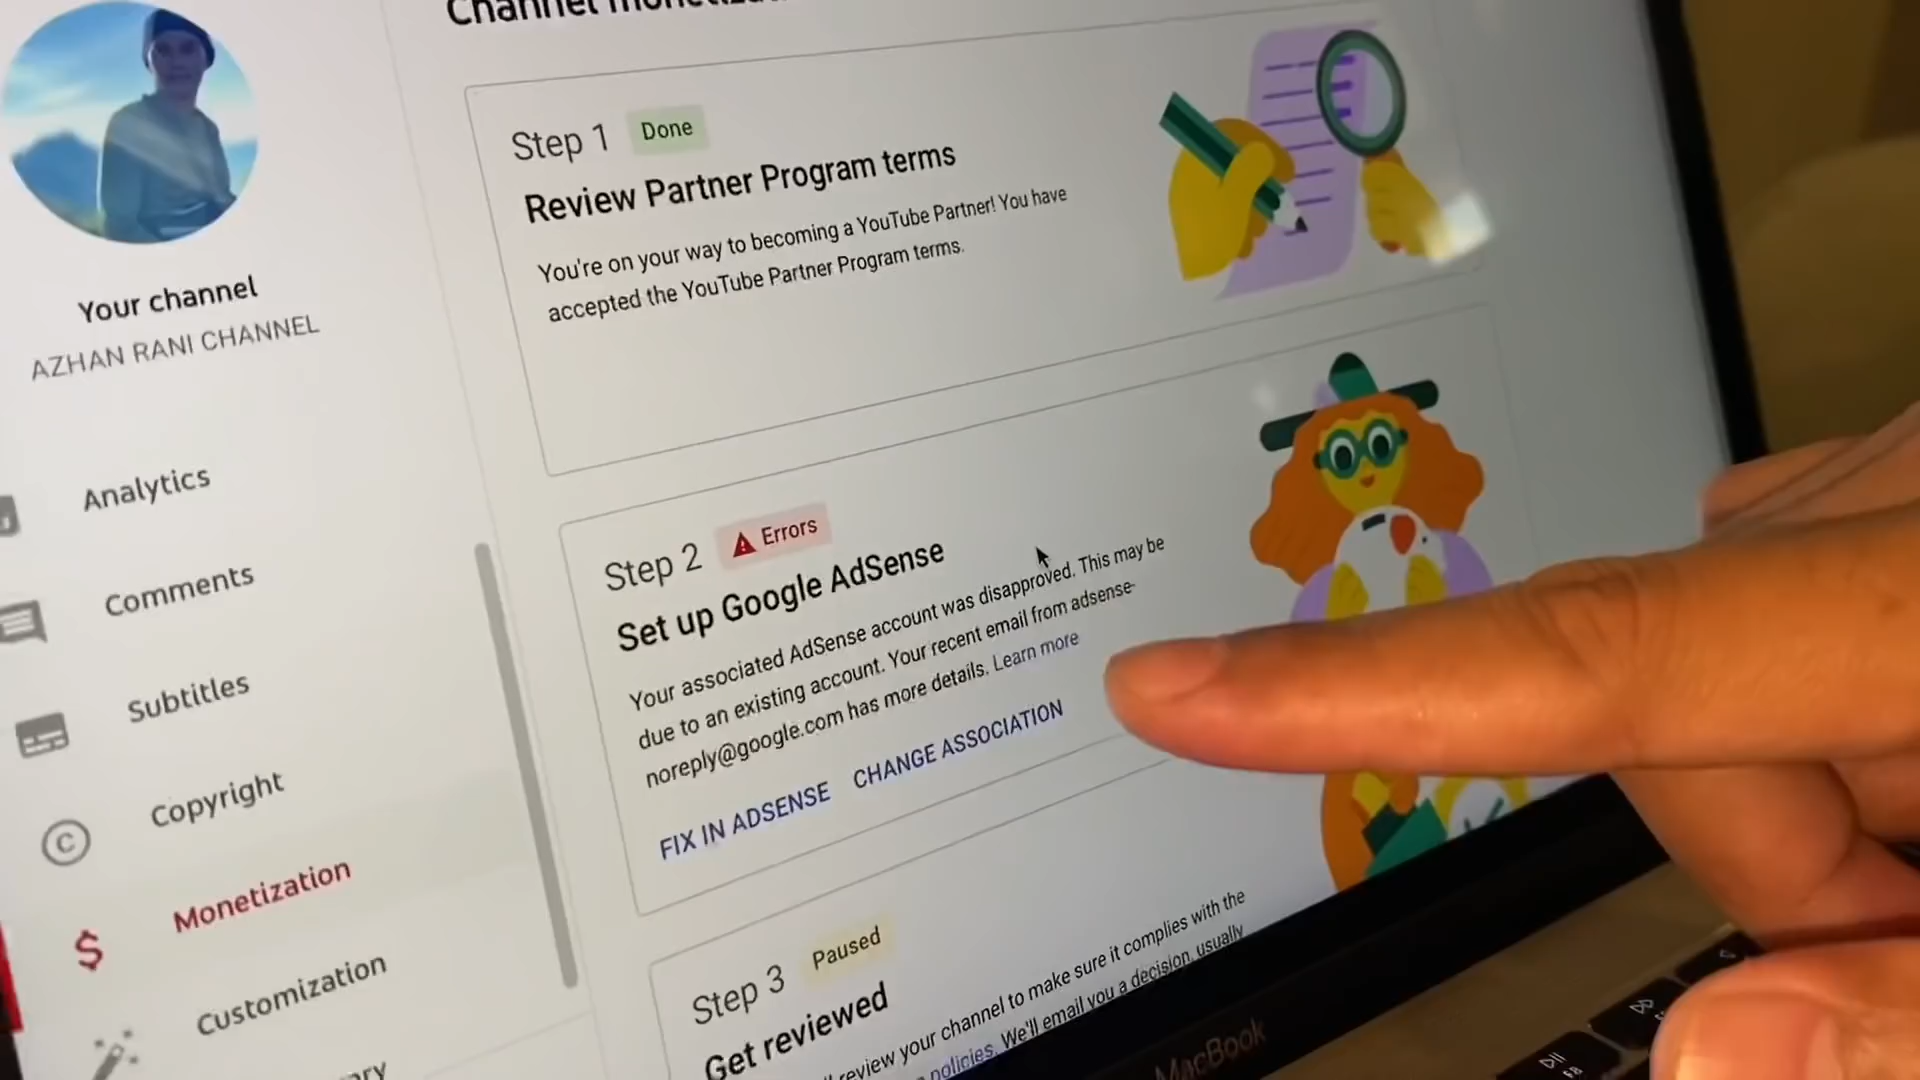 Channel
Your channel
AZHAN RANI CHANNEL
Analytics
Comments
Subtitles
Copyright
Monetization
Customization
Step 1 Done
Review Partner Program terms
You're on your way to becoming a YouTube Partner! You have
accepted the YouTube Partner Program terms.
Step 2 Errors
Set up Google AdSense
Your associated AdSense account was disapproved. This may be
due to an existing account. Your recent email from adsense-
noreply@google.com has more details. Learn more
FIX IN ADSENSE CHANGE ASSOCIATION
Step 3 Paused
Get reviewed
review your channel to make sure it complies with the
policies. We'll email you a decision, usually
MacBook
F8